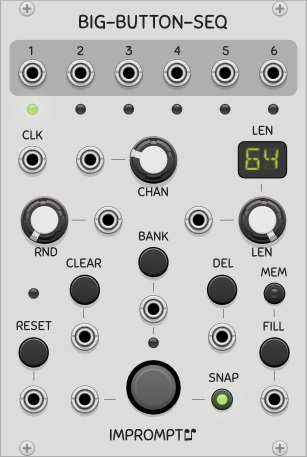 BIG-BUTTON-SEQ
1 2 3 4 5 6
CLK LEN
64
CHAN
RND LEN
BANK
CLEAR DEL
MEM
RESET FILL
SNAP
IMPROMPT